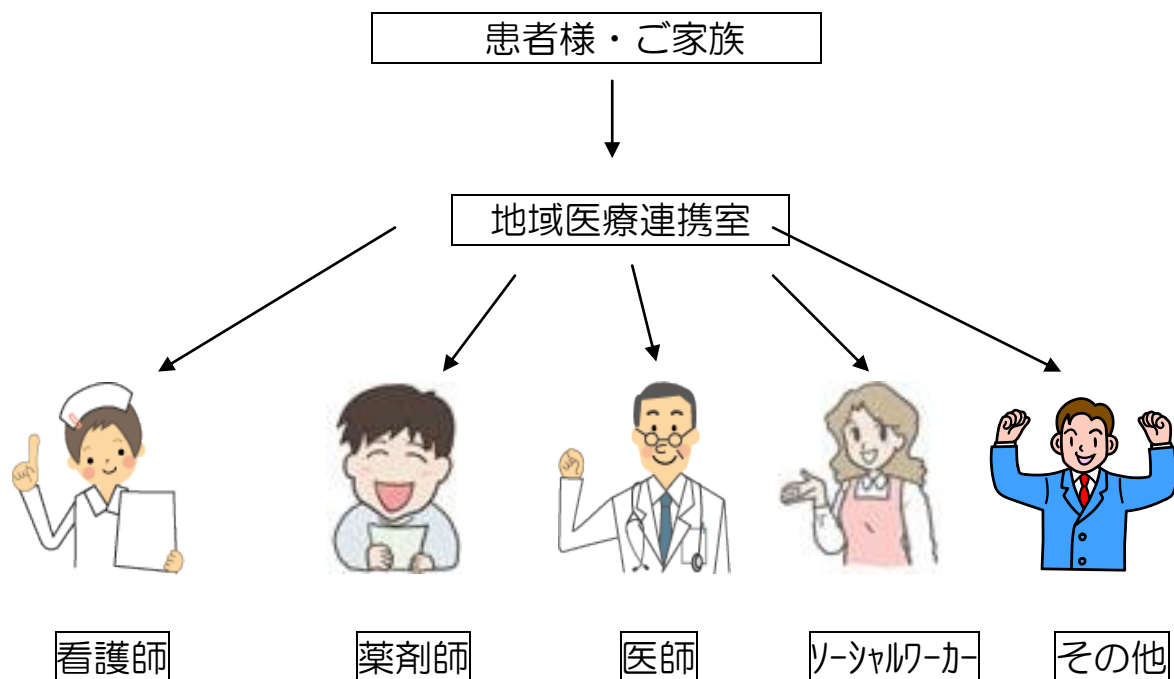 患者様・ご家族
地域医療連携室
看護師
薬剤師
医師
ｿｰｼｬﾙﾜｰｶｰ
その他